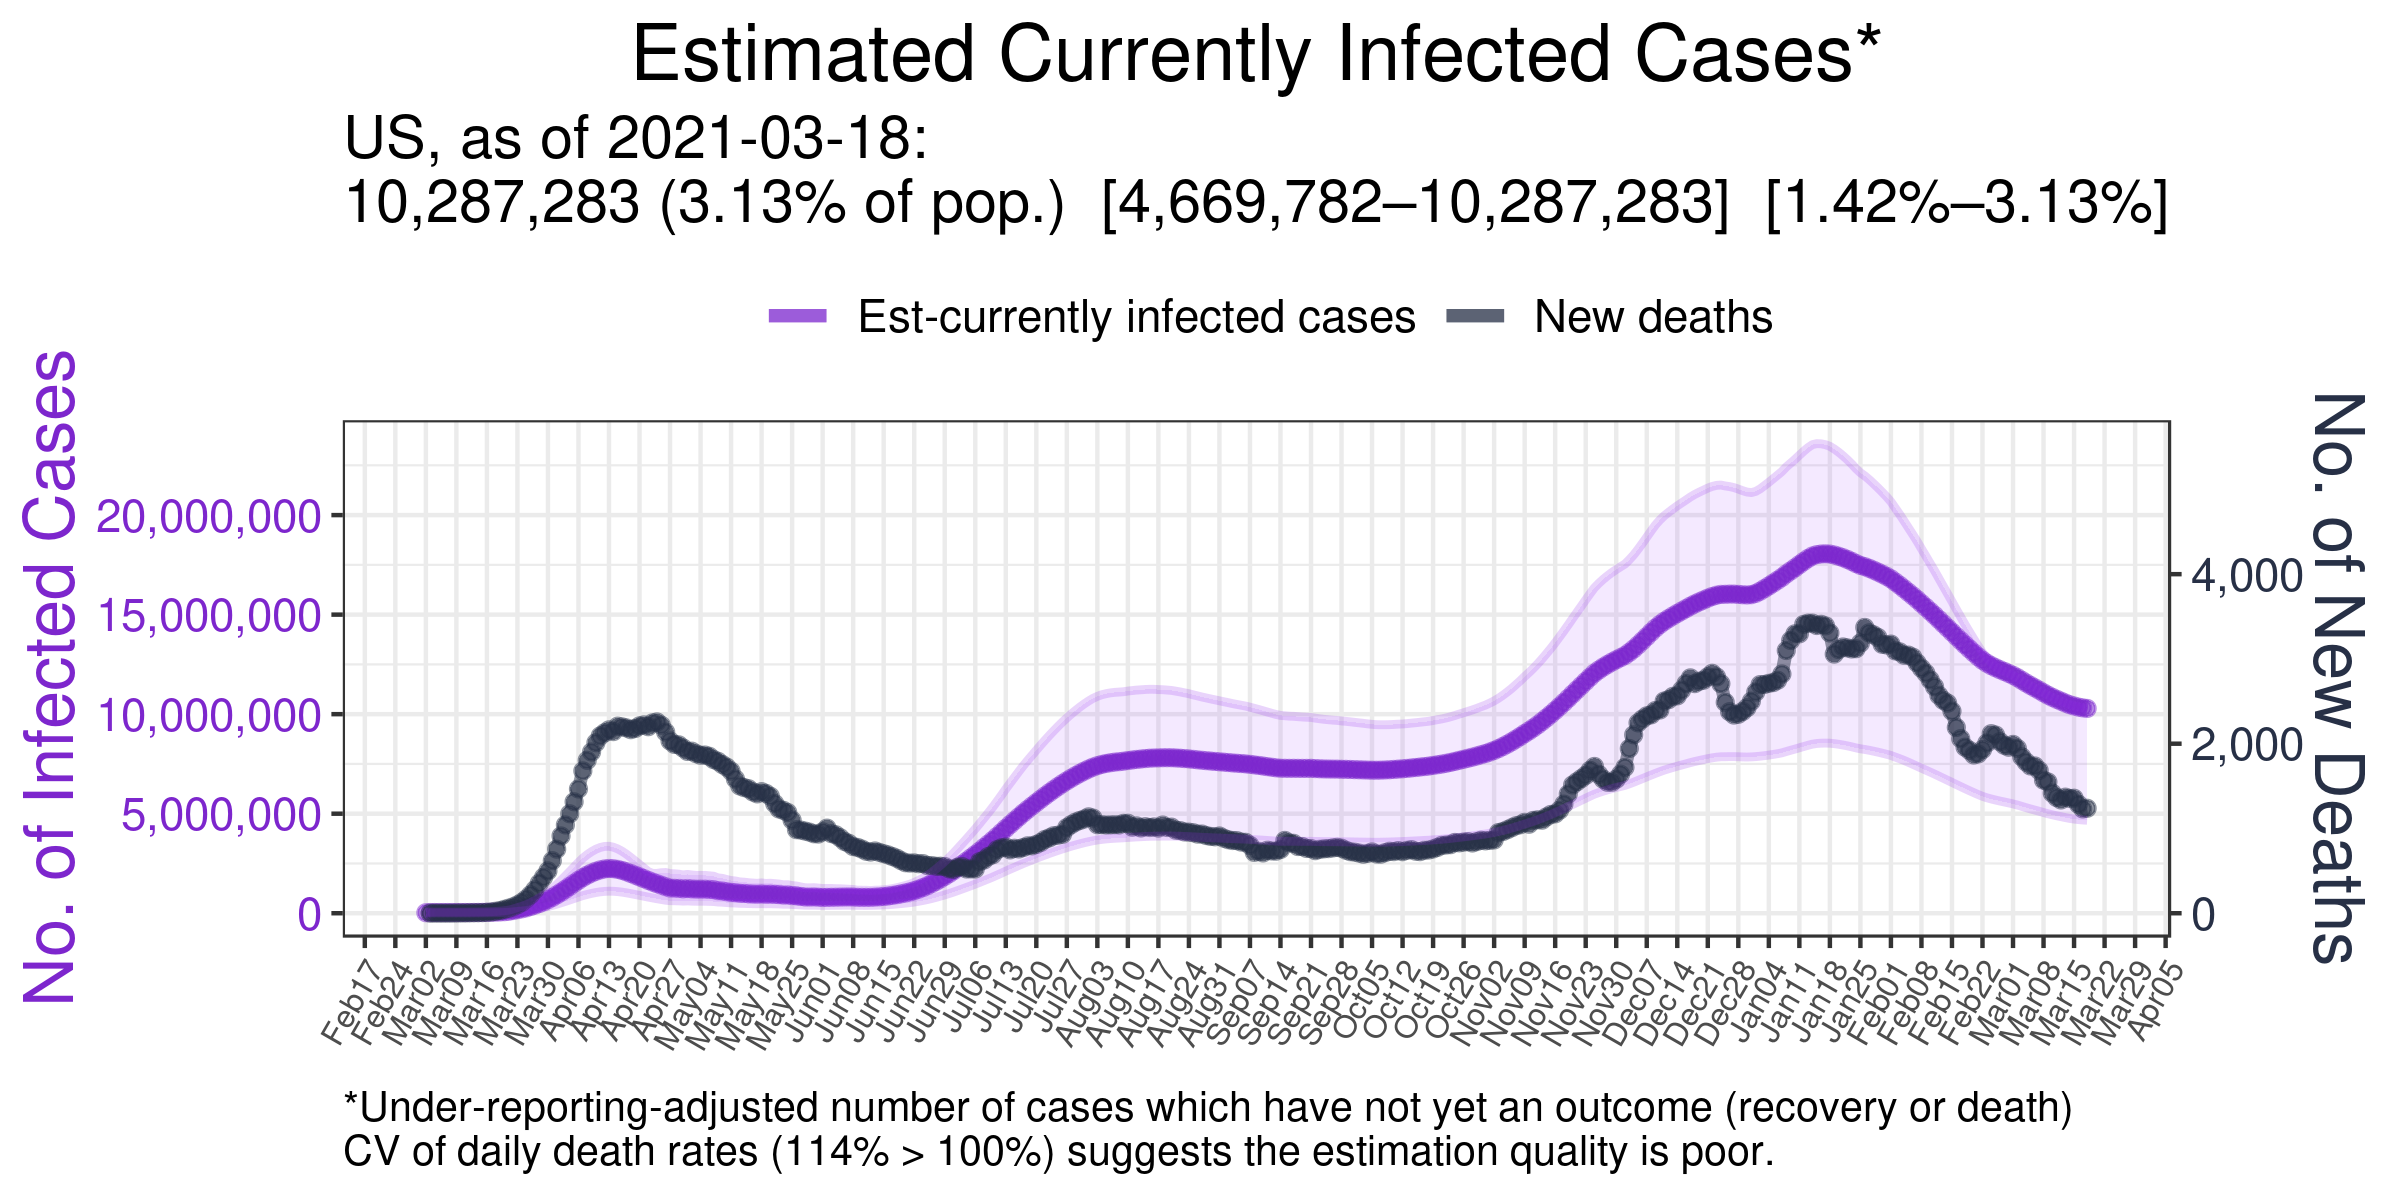 Estimated Currently Infected Cases*
US, as of 2021-03-18:
10,287,283 (3.13% of pop.)  [4,669,782–10,287,283]  [1.42%–3.13%]
Est-currently infected cases
New deaths
No. of Infected Cases
20,000,000
15,000,000
10,000,000
5,000,000
0
4,000
2,000
0
No. of New Deaths
Feb17
Feb24
Mar02
Mar09
Mar16
Mar23
Mar30
Apr06
Apr13
Apr20
Apr27
May04
May11
May18
May25
Jun01
Jun08
Jun15
Jun22
Jun29
Jul06
Jul13
Jul20
Jul27
Aug03
Aug10
Aug17
Aug24
Aug31
Sep07
Sep14
Sep21
Sep28
Oct05
Oct12
Oct19
Oct26
Nov02
Nov09
Nov16
Nov23
Nov30
Dec07
Dec14
Dec21
Dec28
Jan04
Jan11
Jan18
Jan25
Feb01
Feb08
Feb15
Feb22
Mar01
Mar08
Mar15
Mar22
Mar29
Apr05
*Under-reporting-adjusted number of cases which have not yet an outcome (recovery or death)
CV of daily death rates (114% > 100%) suggests the estimation quality is poor.